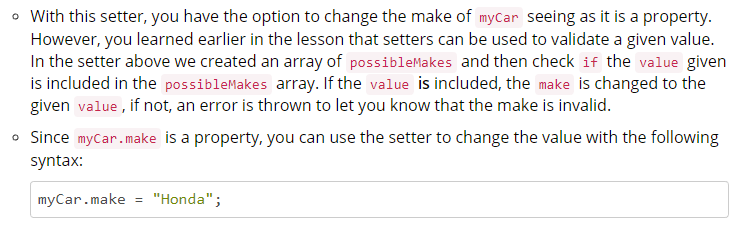 With this setter, you have the option to change the make of myCar seeing as it is a property.
However, you learned earlier in the lesson that setters can be used to validate a given value.
In the setter above we created an array of possibleMakes and then check if the value given
is included in the possibleMakes array. If the value is included, the make is changed to the
given value , if not, an error is thrown to let you know that the make is invalid.
Since myCar.make is a property, you can use the setter to change the value with the following
syntax:
myCar.make = "Honda";